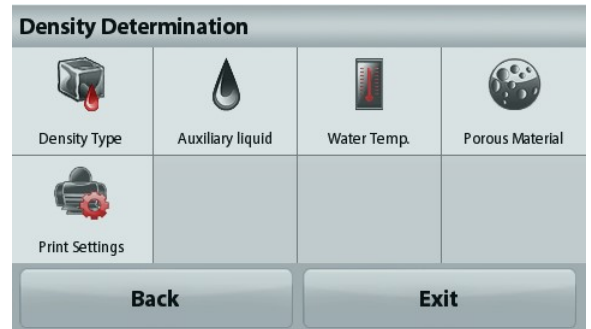 Density Determination
Density Type
Auxiliary liquid
Water Temp.
Porous Material
Print Settings
Back
Exit